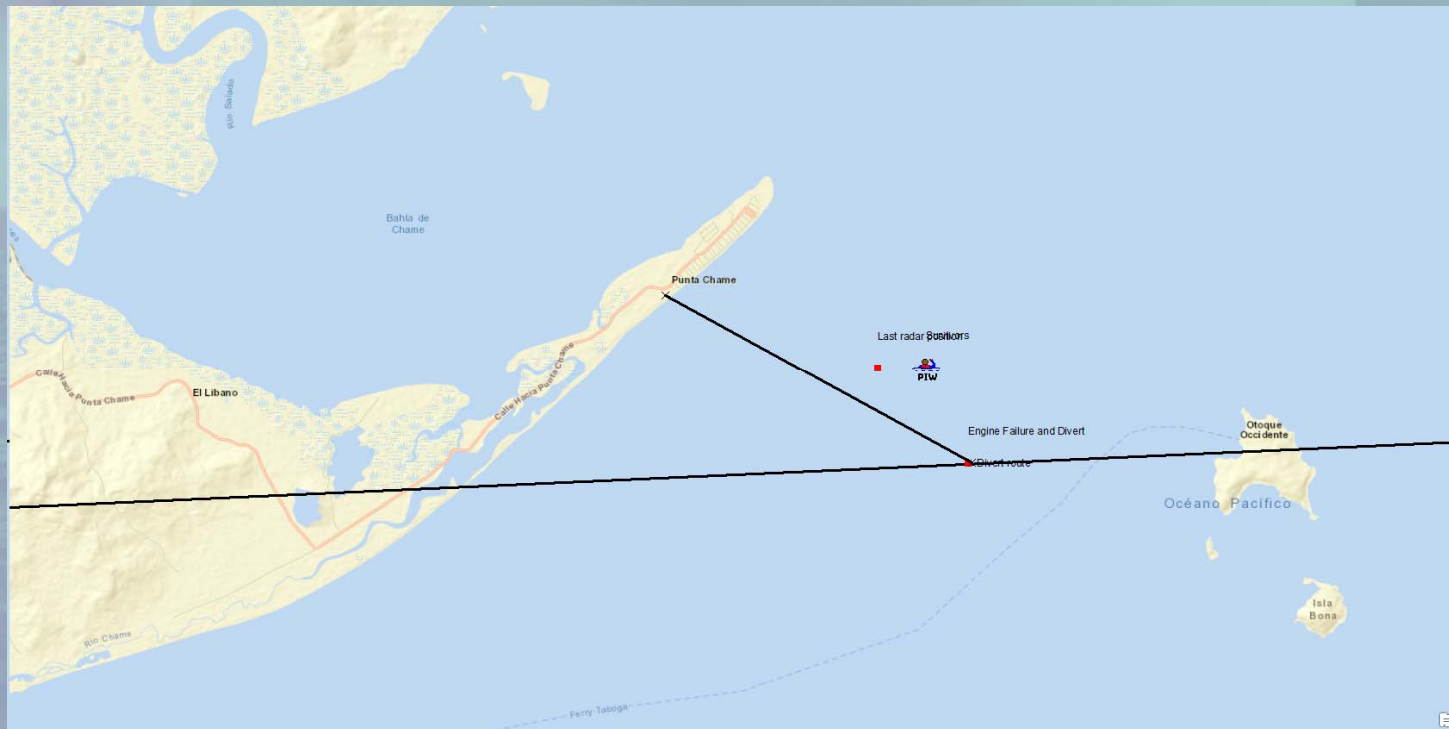 Río Salado
Bahía de
Chame
Punta Chame
Last radar position
Survivors
PIW
Calle Hacia
Punta Chame
El Líbano
Calle Hacia Punta Chame
Engine Failure and Divert
Divert route
Otoque
Occidente
Océano Pacífico
Isla
Bona
Río Chame
Ferry Taboga